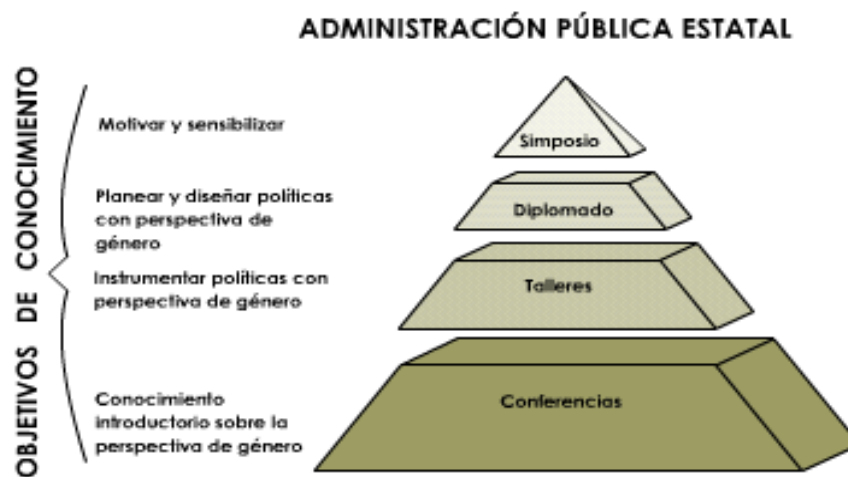 ADMINISTRACIÓN PÚBLICA ESTATAL
OBJETIVOS DE CONOCIMIENTO
Motivar y sensibilizar
Simposio
Planear y diseñar políticas
con perspectiva de
género
Diplomado
Instrumentar políticas con
perspectiva de género
Talleres
Conocimiento
introductorio sobre la
perspectiva de género
Conferencias